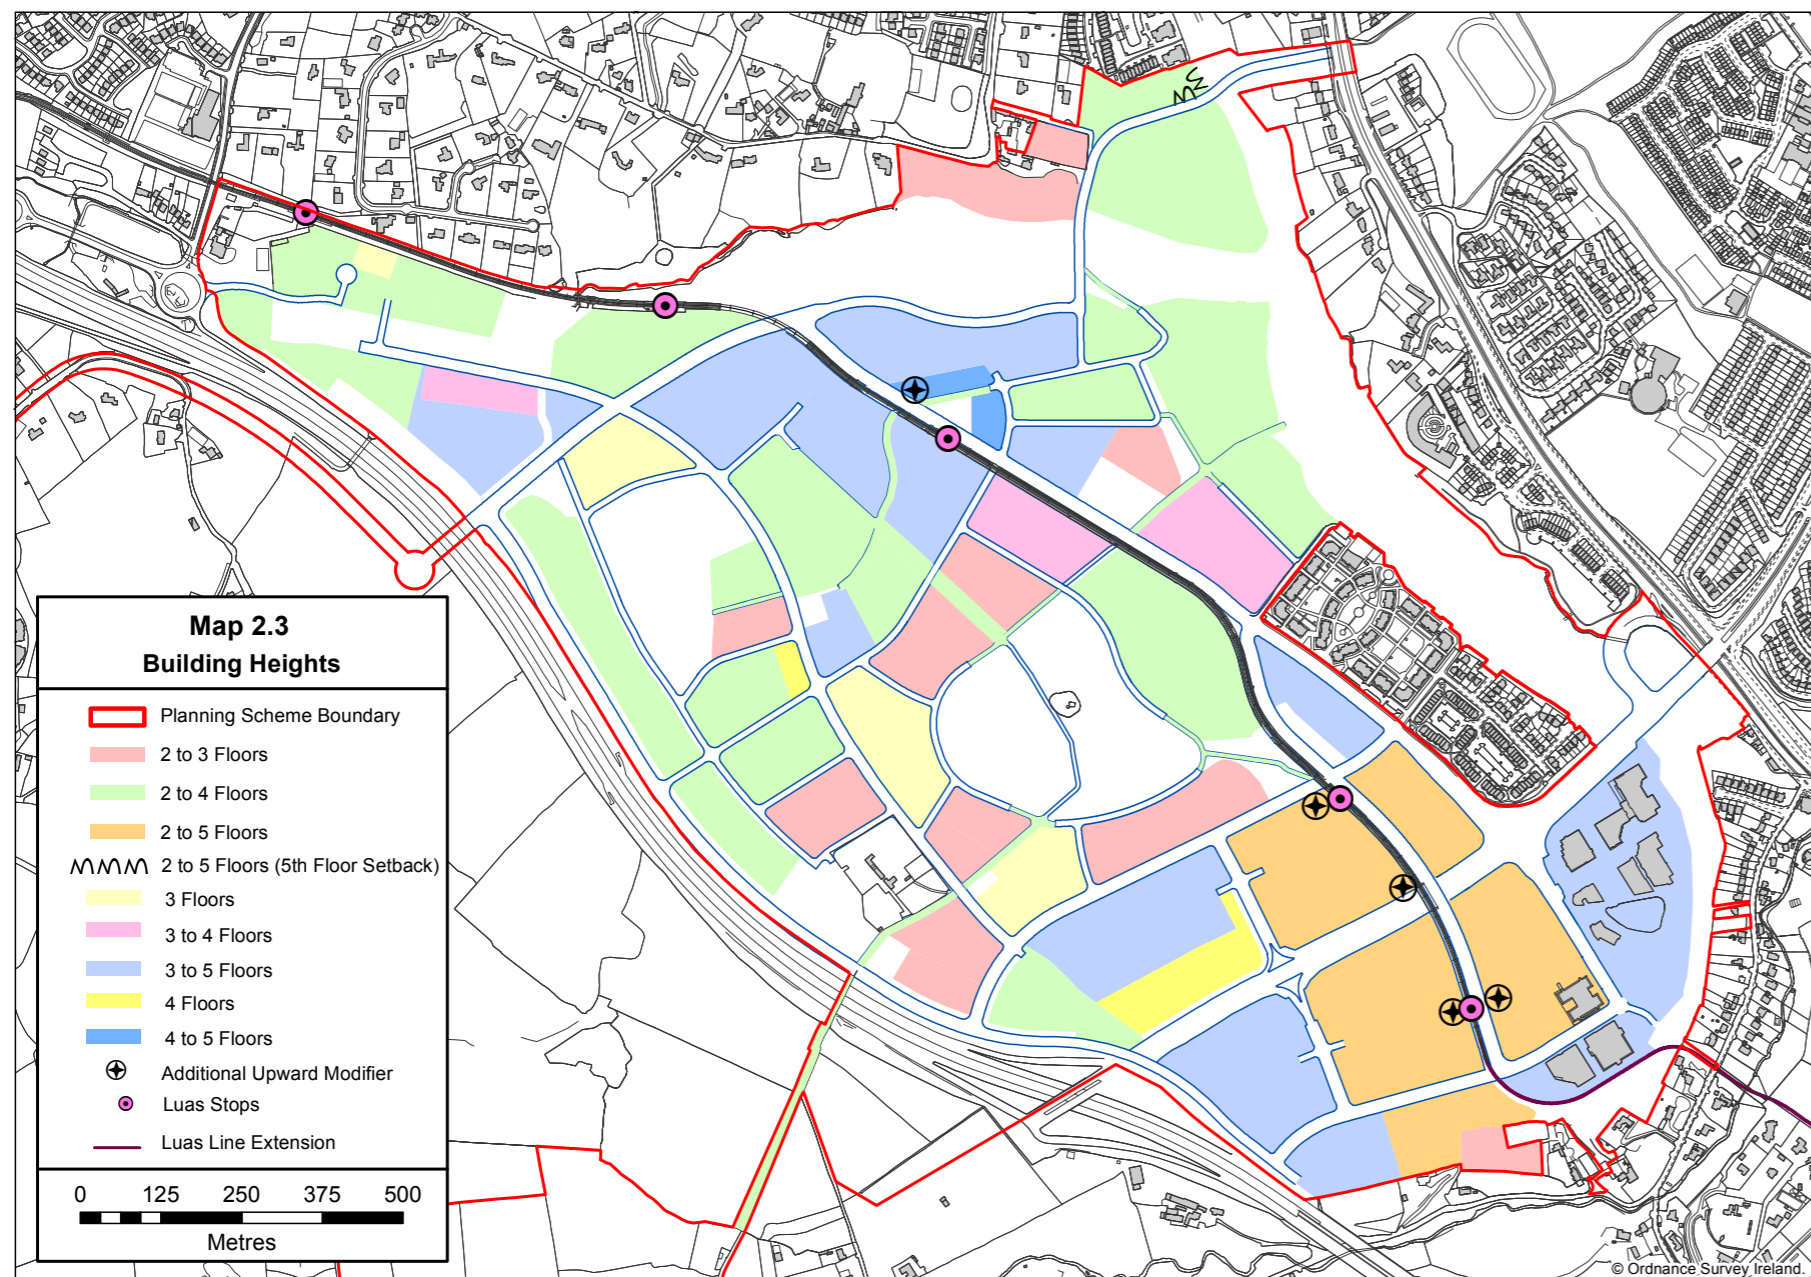 Map 2.3
Building Heights
Planning Scheme Boundary
2 to 3 Floors
2 to 4 Floors
2 to 5 Floors
2 to 5 Floors (5th Floor Setback)
3 Floors
3 to 4 Floors
3 to 5 Floors
4 Floors
4 to 5 Floors
Additional Upward Modifier
Luas Stops
Luas Line Extension
0 125 250 375 500
Metres
© Ordnance Survey Ireland.